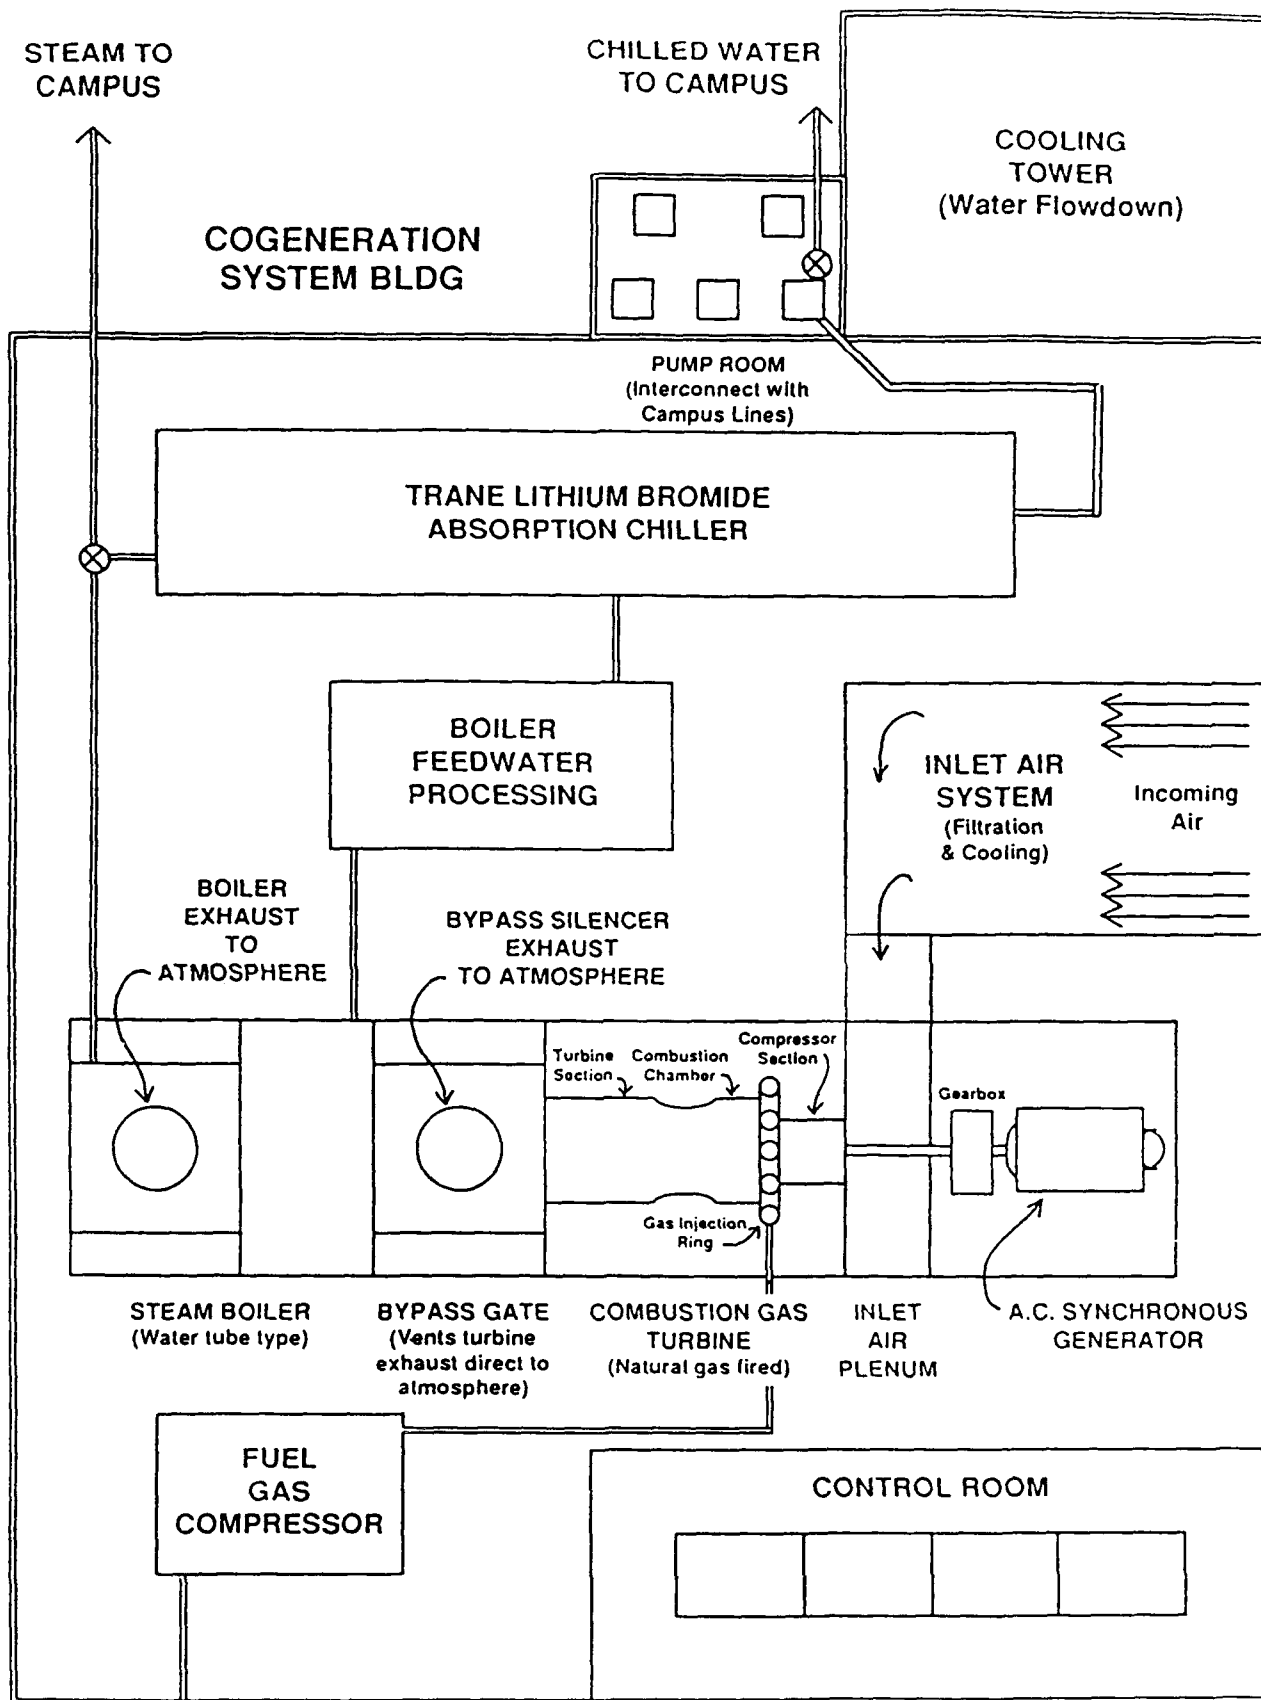 STEAM TO
CAMPUS
CHILLED WATER
TO CAMPUS
COOLING
TOWER
(Water Flowdown)
COGENERATION
SYSTEM BLDG
PUMP ROOM
(Interconnect with
Campus Lines)
TRANE LITHIUM BROMIDE
ABSORPTION CHILLER
BOILER
FEEDWATER
PROCESSING
INLET AIR
SYSTEM
(Filtration
& Cooling)
Incoming
Air
BOILER
EXHAUST
TO
ATMOSPHERE
BYPASS SILENCER
EXHAUST
TO ATMOSPHERE
Turbine
Section
Combustion
Chamber
Compressor
Section
Gearbox
Gas Injection
Ring
STEAM BOILER
(Water tube type)
BYPASS GATE
(Vents turbine
exhaust direct to
atmosphere)
COMBUSTION GAS
TURBINE
(Natural gas fired)
INLET
AIR
PLENUM
A.C. SYNCHRONOUS
GENERATOR
FUEL
GAS
COMPRESSOR
CONTROL ROOM